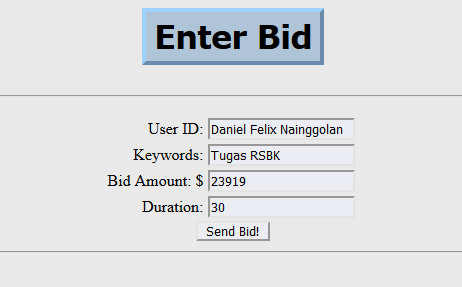 Enter Bid
User ID: Daniel Felix Nainggolan
Keywords: Tugas RSBK
Bid Amount: $ 23919
Duration: 30
Send Bid!